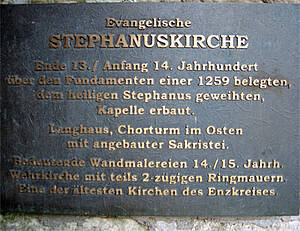 Evangelische
STEPHANUSKIRCHE
Ende 13./Anfang 14. Jahrhundert
über den Fundamenten einer 1259 belegten,
dem heiligen Stephanus geweihten,
Kapelle erbaut.
Langhaus, Chorturm im Osten
mit angebauter Sakristei.
Bedeutende Wandmalereien 14./15. Jahrh.
Wehrkirche mit teils 2-zügigen Ringmauern.
Eine der ältesten Kirchen des Enzkreises.